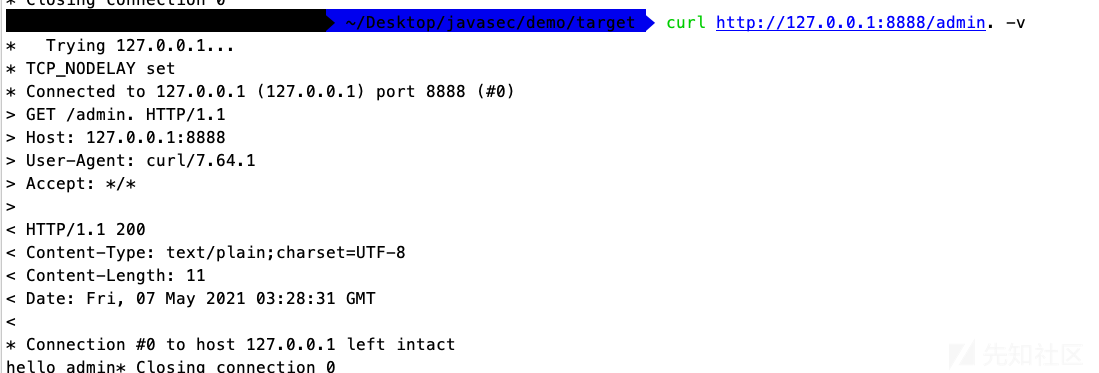 * Closing connection 0
~/Desktop/javasec/demo/target curl http://127.0.0.1:8888/admin. -v
* Trying 127.0.0.1...
* TCP_NODELAY set
* Connected to 127.0.0.1 (127.0.0.1) port 8888 (#0)
> GET /admin. HTTP/1.1
> Host: 127.0.0.1:8888
> User-Agent: curl/7.64.1
> Accept: */*
>
< HTTP/1.1 200
< Content-Type: text/plain;charset=UTF-8
< Content-Length: 11
< Date: Fri, 07 May 2021 03:28:31 GMT
<
* Connection #0 to host 127.0.0.1 left intact
hello admin* Closing connection 0
先知社区